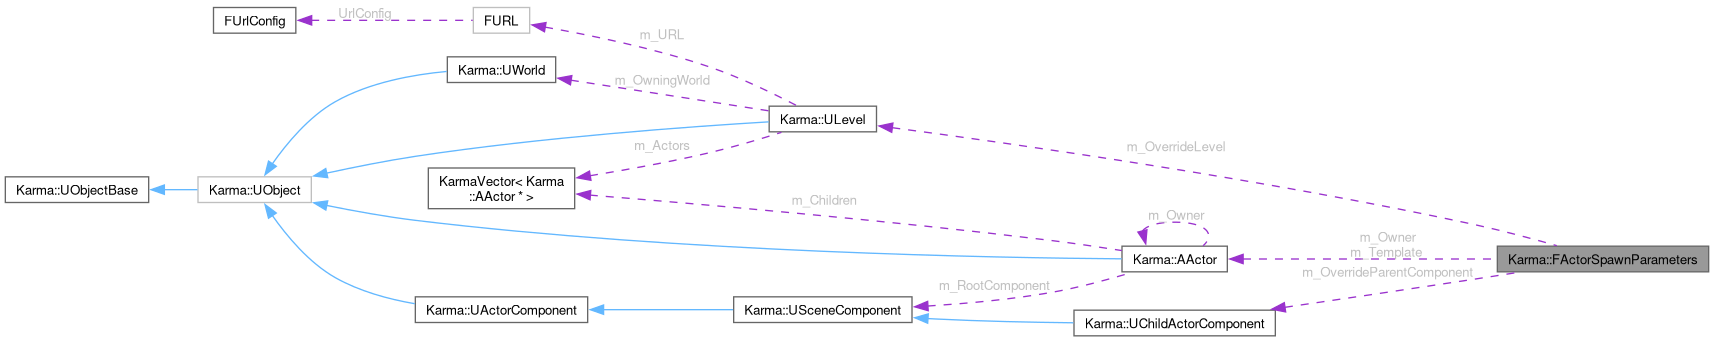 FUrlConfig
UrlConfig
FURL
m_URL
Karma::UWorld
m_OwningWorld
Karma::ULevel
m_Actors
m_OverrideLevel
Karma::UObjectBase
Karma::UObject
KarmaVector< Karma
::AActor * >
m_Children
m_Owner
Karma::AActor
m_Owner
m_Template
Karma::FActorSpawnParameters
m_OverrideParentComponent
m_RootComponent
Karma::UActorComponent
Karma::USceneComponent
Karma::UChildActorComponent